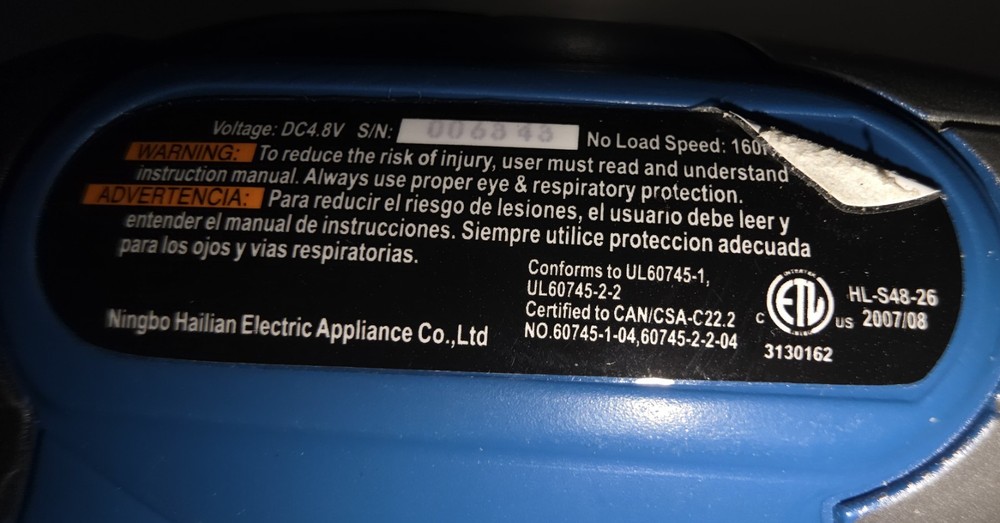 Voltage: DC4.8V S/N: 006848 No Load Speed: 160
WARNING: To reduce the risk of injury, user must read and understand
instruction manual. Always use proper eye & respiratory protection.
ADVERTENCIA: Para reducir el riesgo de lesiones, el usuario debe leer y
entender el manual de instrucciones. Siempre utilice proteccion adecuada
para los ojos y vias respiratorias.
Conforms to UL60745-1,
UL60745-2-2
Certified to CAN/CSA-C22.2
NO.60745-1-04,60745-2-2-04
Ningbo Hailian Electric Appliance Co.,Ltd
INTERTEK
C ETL US
3130162
HL-S48-26
2007/08